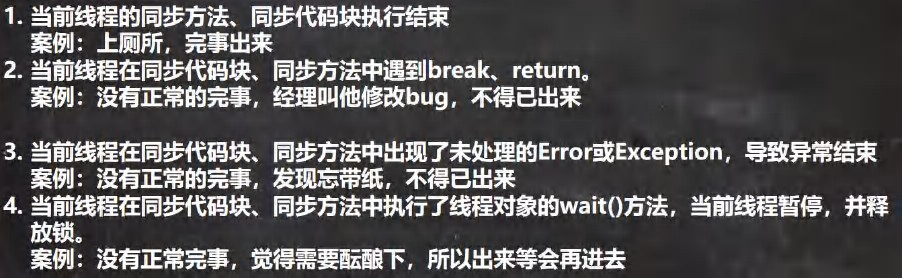 1. 当前线程的同步方法、同步代码块执行结束
案例：上厕所，完事出来
2. 当前线程在同步代码块、同步方法中遇到break、return。
案例：没有正常的完事，经理叫他修改bug，不得已出来
3. 当前线程在同步代码块、同步方法中出现了未处理的Error或Exception，导致异常结束
案例：没有正常的完事，发现忘带纸，不得已出来
4. 当前线程在同步代码块、同步方法中执行了线程对象的wait()方法，当前线程暂停，并释
放锁。
案例：没有正常完事，觉得需要酝酿下，所以出来等会再进去